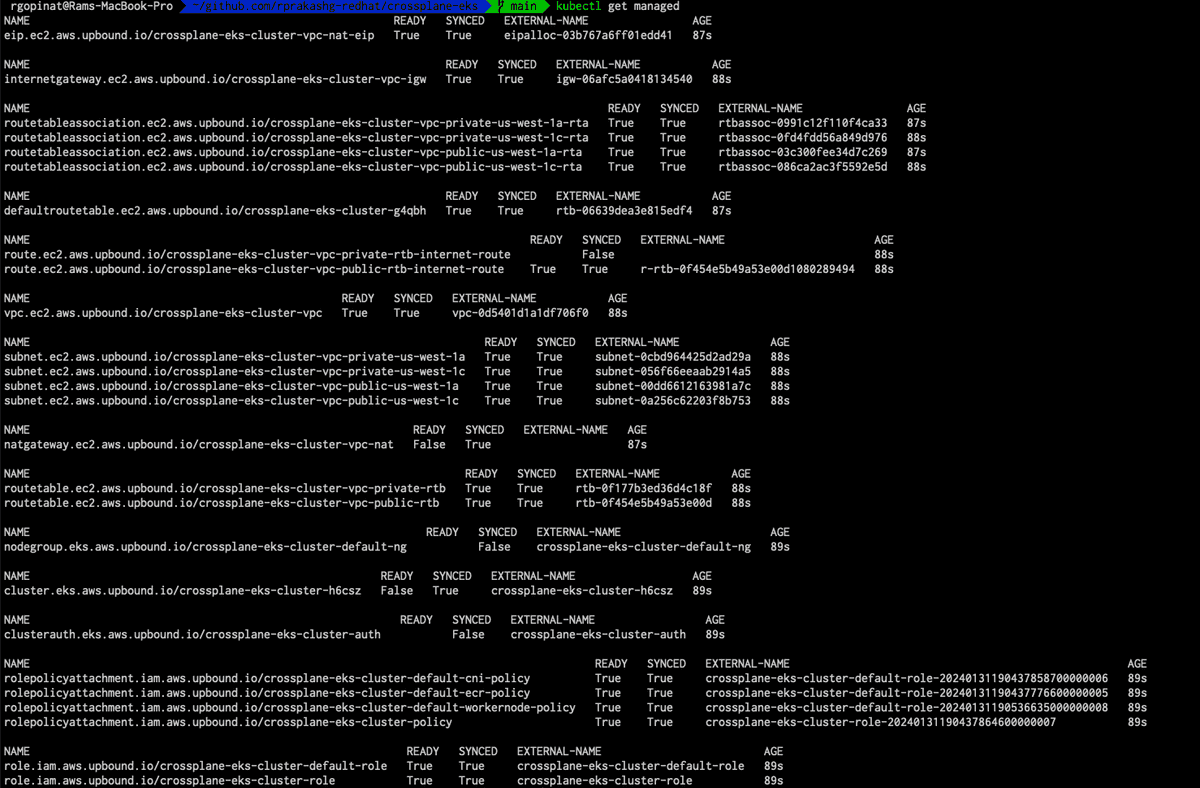 rgopinat@Rams-MacBook-Pro ~/github.com/rprakashg-redhat/crossplane-eks main kubectl get managed
NAME READY SYNCED EXTERNAL-NAME AGE
eip.ec2.aws.upbound.io/crossplane-eks-cluster-vpc-nat-eip True True eipalloc-03b767a6ff01edd41 87s
NAME READY SYNCED EXTERNAL-NAME AGE
internetgateway.ec2.aws.upbound.io/crossplane-eks-cluster-vpc-igw True True igw-06afc5a0418134540 88s
NAME READY SYNCED EXTERNAL-NAME AGE
routetableassociation.ec2.aws.upbound.io/crossplane-eks-cluster-vpc-private-us-west-1a-rta True True rtbassoc-0991c12f110f4ca33 87s
routetableassociation.ec2.aws.upbound.io/crossplane-eks-cluster-vpc-private-us-west-1c-rta True True rtbassoc-0fd4fdd56a849d976 88s
routetableassociation.ec2.aws.upbound.io/crossplane-eks-cluster-vpc-public-us-west-1a-rta True True rtbassoc-03c300fee34d7c269 87s
routetableassociation.ec2.aws.upbound.io/crossplane-eks-cluster-vpc-public-us-west-1c-rta True True rtbassoc-086ca2ac3f5592e5d 88s
NAME READY SYNCED EXTERNAL-NAME AGE
defaultroutetable.ec2.aws.upbound.io/crossplane-eks-cluster-g4qbh True True rtb-06639dea3e815edf4 87s
NAME READY SYNCED EXTERNAL-NAME AGE
route.ec2.aws.upbound.io/crossplane-eks-cluster-vpc-private-rtb-internet-route False 88s
route.ec2.aws.upbound.io/crossplane-eks-cluster-vpc-public-rtb-internet-route True True r-rtb-0f454e5b49a53e00d1080289494 88s
NAME READY SYNCED EXTERNAL-NAME AGE
vpc.ec2.aws.upbound.io/crossplane-eks-cluster-vpc True True vpc-0d5401d1a1df706f0 88s
NAME READY SYNCED EXTERNAL-NAME AGE
subnet.ec2.aws.upbound.io/crossplane-eks-cluster-vpc-private-us-west-1a True True subnet-0cbd964425d2ad29a 88s
subnet.ec2.aws.upbound.io/crossplane-eks-cluster-vpc-private-us-west-1c True True subnet-056f66eeaab2914a5 88s
subnet.ec2.aws.upbound.io/crossplane-eks-cluster-vpc-public-us-west-1a True True subnet-00dd6612163981a7c 88s
subnet.ec2.aws.upbound.io/crossplane-eks-cluster-vpc-public-us-west-1c True True subnet-0a256c62203f8b753 88s
NAME READY SYNCED EXTERNAL-NAME AGE
natgateway.ec2.aws.upbound.io/crossplane-eks-cluster-vpc-nat False True 87s
NAME READY SYNCED EXTERNAL-NAME AGE
routetable.ec2.aws.upbound.io/crossplane-eks-cluster-vpc-private-rtb True True rtb-0f177b3ed36d4c18f 88s
routetable.ec2.aws.upbound.io/crossplane-eks-cluster-vpc-public-rtb True True rtb-0f454e5b49a53e00d 88s
NAME READY SYNCED EXTERNAL-NAME AGE
nodegroup.eks.aws.upbound.io/crossplane-eks-cluster-default-ng False crossplane-eks-cluster-default-ng 89s
NAME READY SYNCED EXTERNAL-NAME AGE
cluster.eks.aws.upbound.io/crossplane-eks-cluster-h6csz False True crossplane-eks-cluster-h6csz 89s
NAME READY SYNCED EXTERNAL-NAME AGE
clusterauth.eks.aws.upbound.io/crossplane-eks-cluster-auth False crossplane-eks-cluster-auth 89s
NAME READY SYNCED EXTERNAL-NAME AGE
rolepolicyattachment.iam.aws.upbound.io/crossplane-eks-cluster-default-cni-policy True True crossplane-eks-cluster-default-role-20240131190437858700000006 89s
rolepolicyattachment.iam.aws.upbound.io/crossplane-eks-cluster-default-ecr-policy True True crossplane-eks-cluster-default-role-20240131190437776600000005 89s
rolepolicyattachment.iam.aws.upbound.io/crossplane-eks-cluster-default-workernode-policy True True crossplane-eks-cluster-default-role-20240131190536635000000008 89s
rolepolicyattachment.iam.aws.upbound.io/crossplane-eks-cluster-policy True True crossplane-eks-cluster-role-20240131190437864600000007 89s
NAME READY SYNCED EXTERNAL-NAME AGE
role.iam.aws.upbound.io/crossplane-eks-cluster-default-role True True crossplane-eks-cluster-default-role 89s
role.iam.aws.upbound.io/crossplane-eks-cluster-role True True crossplane-eks-cluster-role 89s